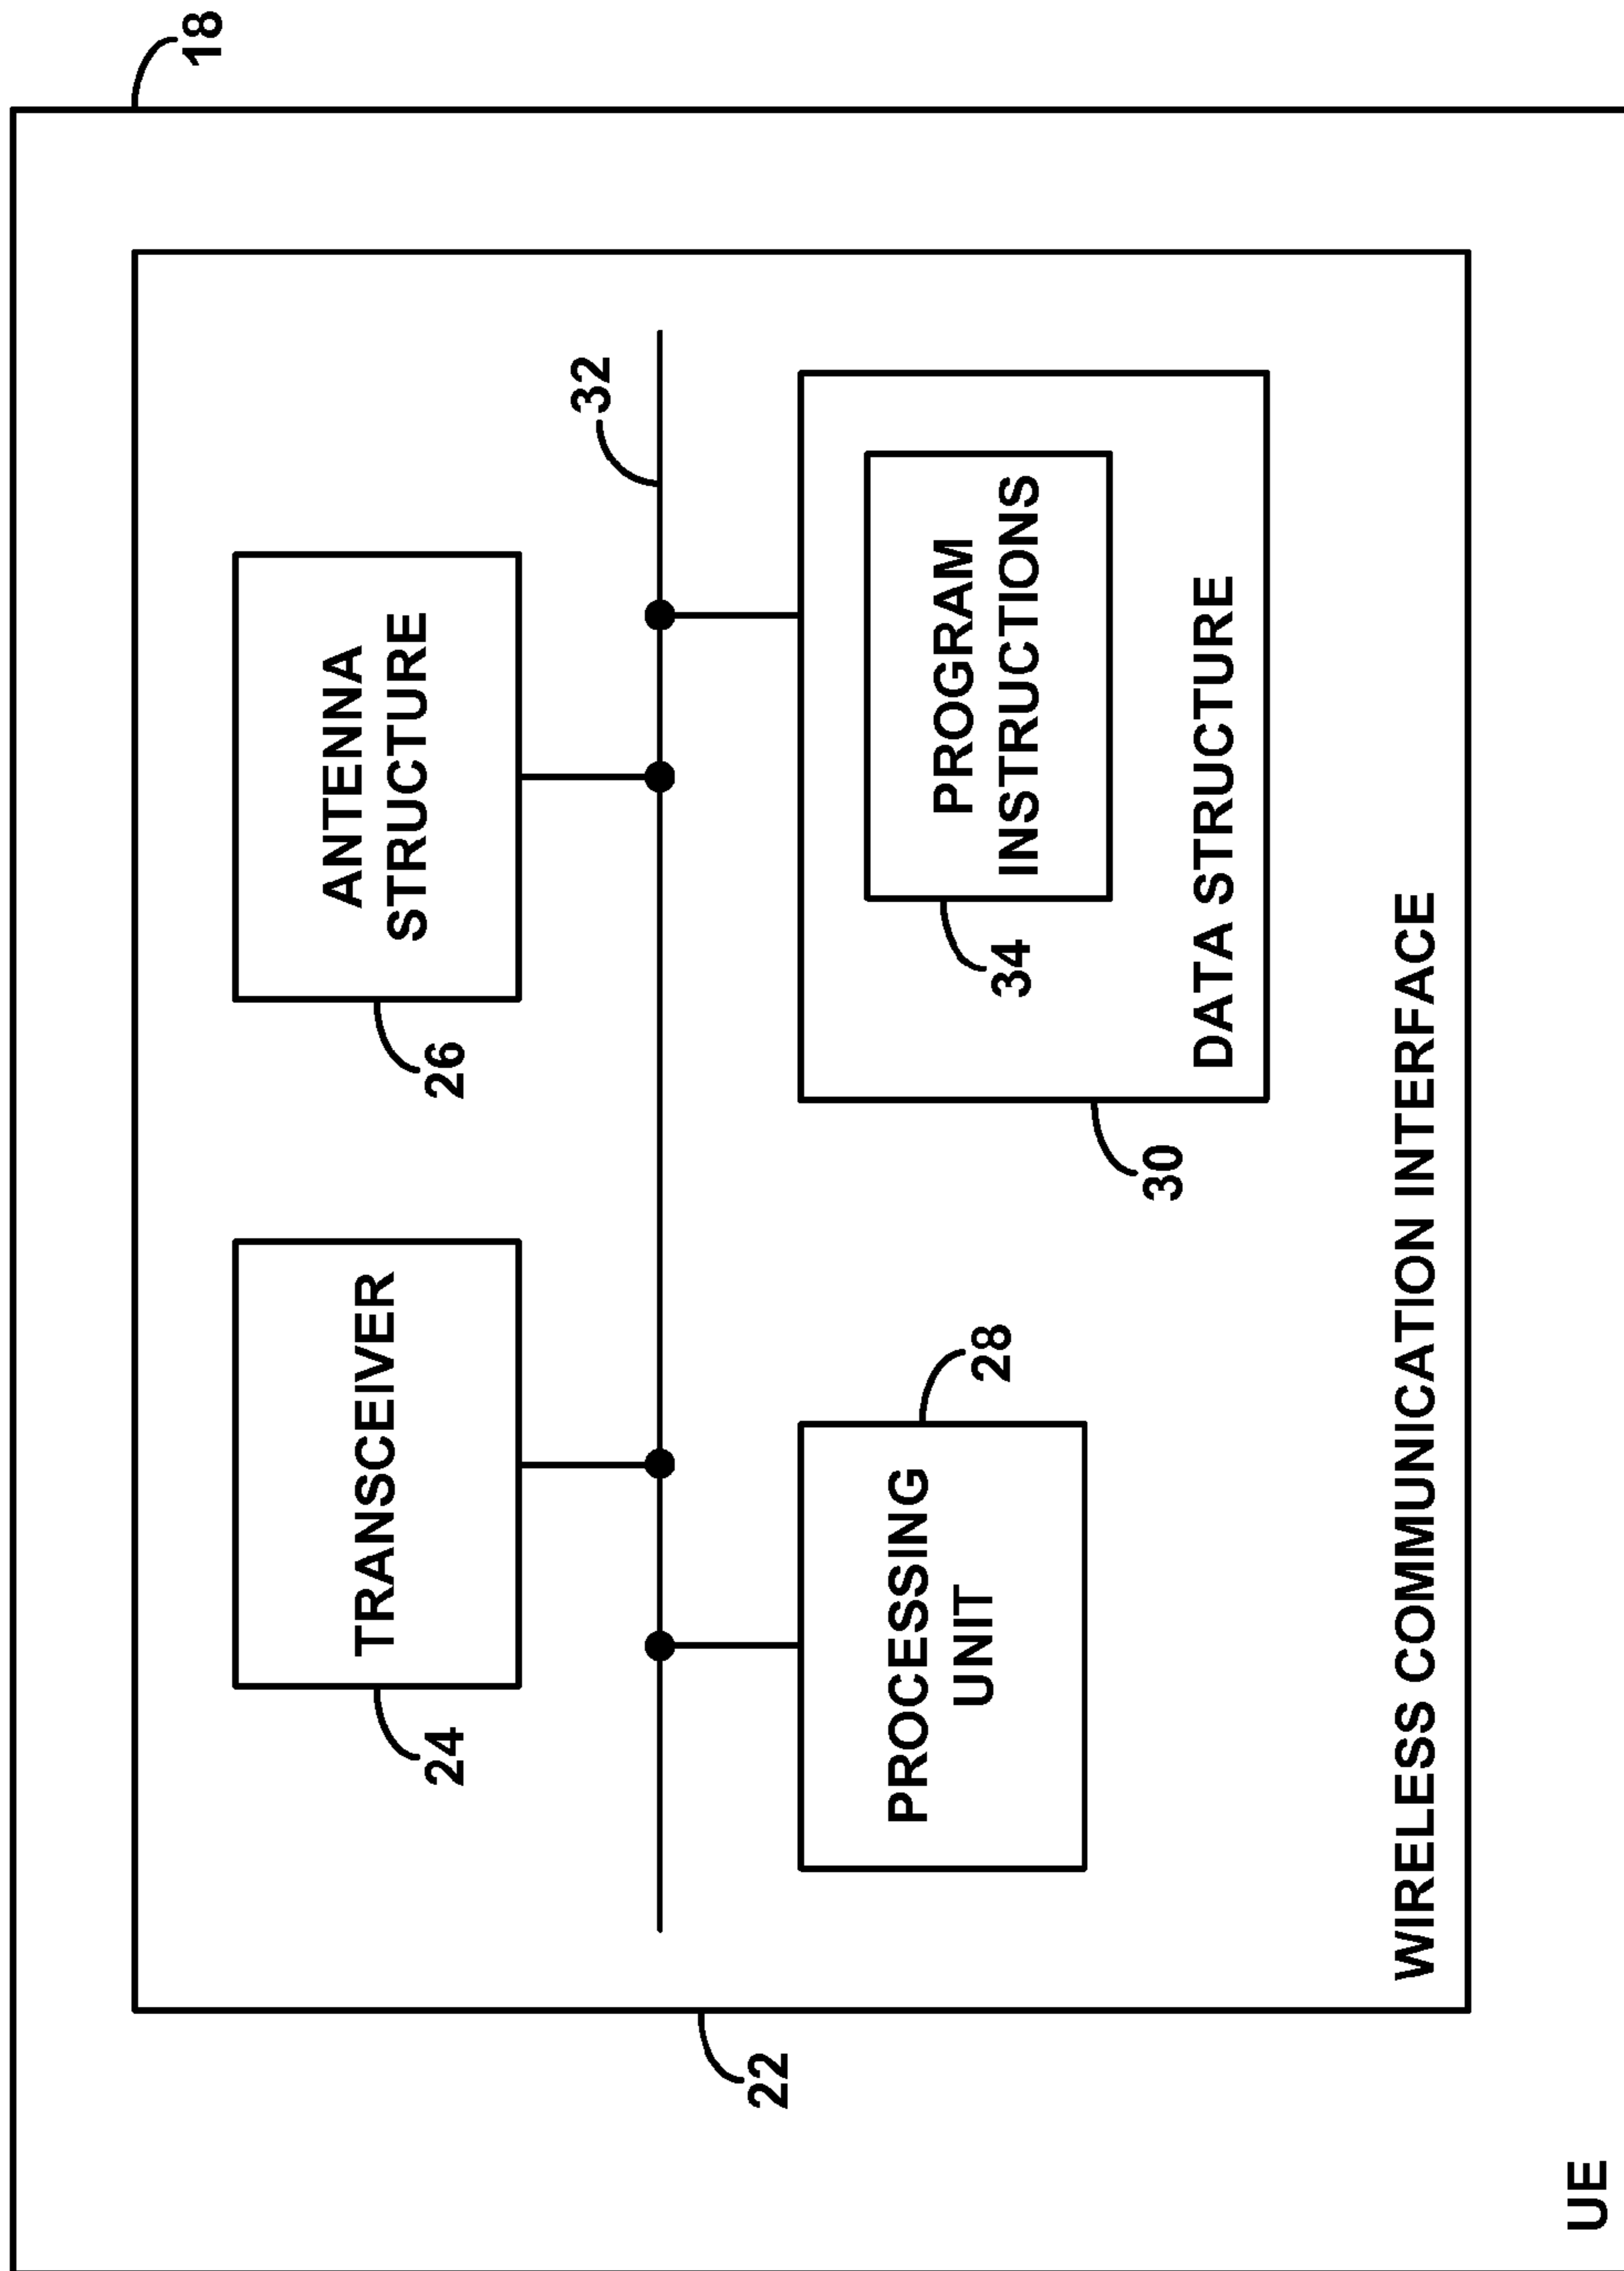 18
24
TRANSCEIVER
26
ANTENNA
STRUCTURE
32
22
PROCESSING
UNIT
28
30
34
PROGRAM
INSTRUCTIONS
DATA STRUCTURE
WIRELESS COMMUNICATION INTERFACE
UE